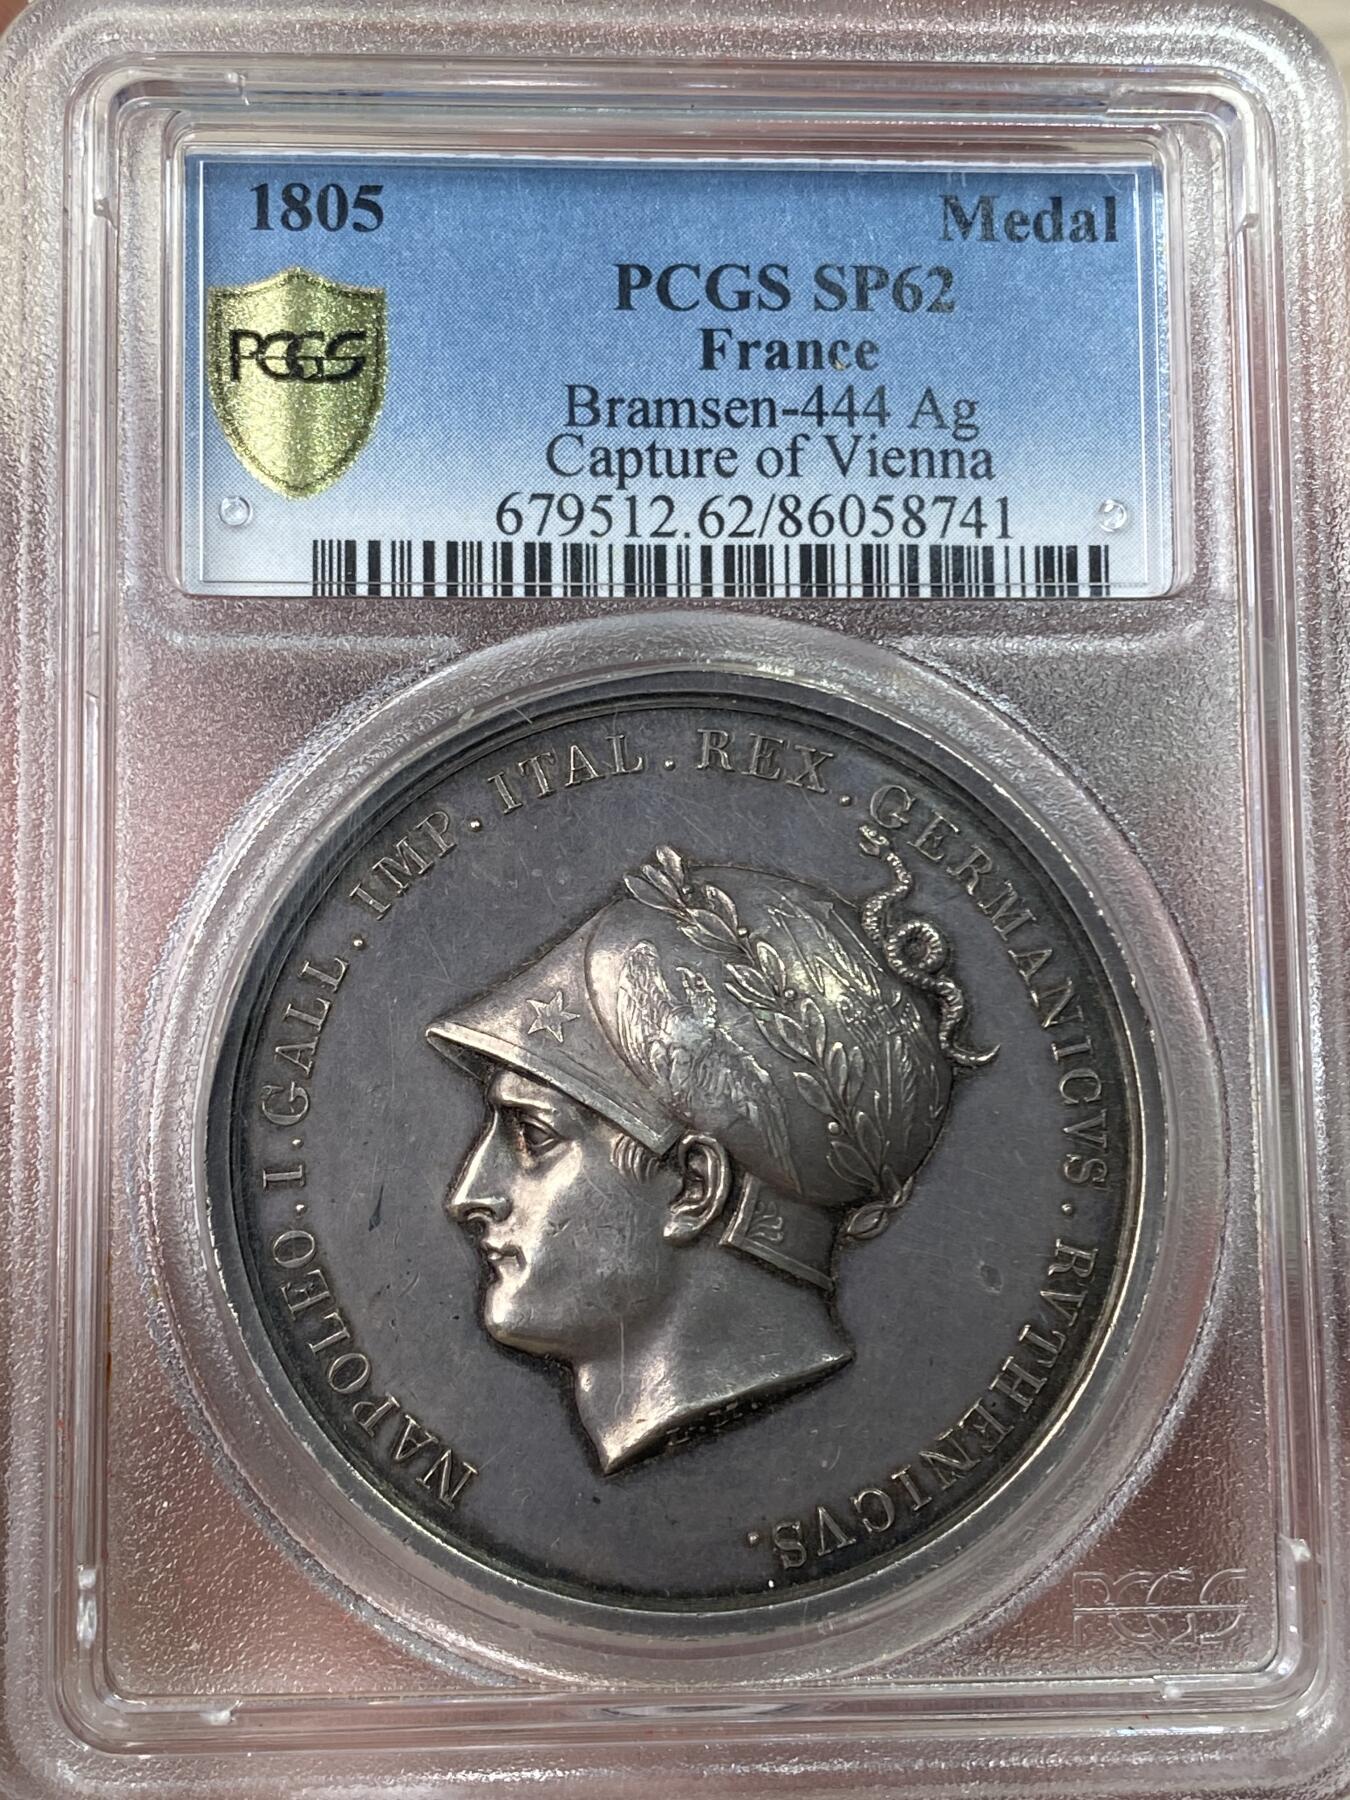 1805
Medal
PCGS SP62
France
PCGS
Bramsen-444 Ag
Capture of Vienna
679512.62/86058741
NAPOLEO . I . GALL . IMP . ITAL . REX . GERMANICVS . RVTHENICVS .
L.M.
PCGS